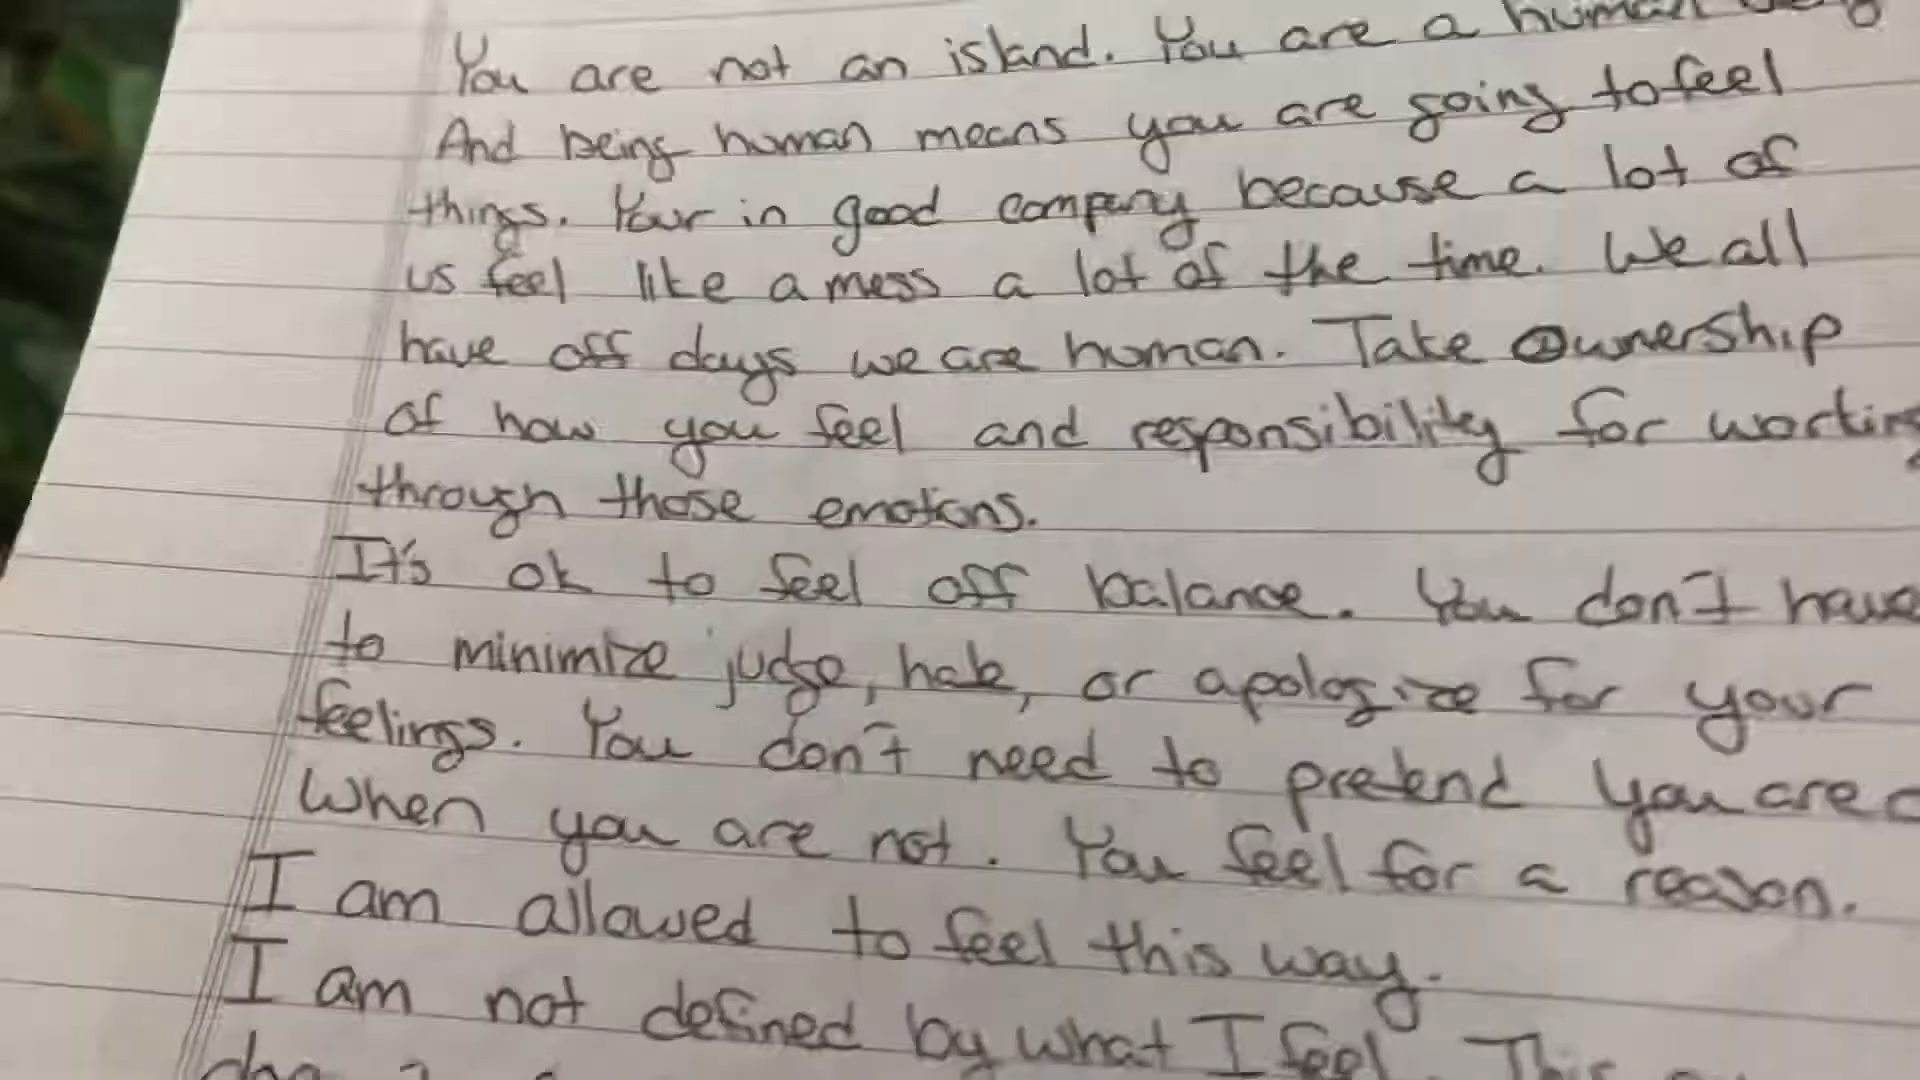 You are not an island. You are a human
And being human means you are going to feel
things. Your in good company because a lot of
us feel like a mess a lot of the time. We all
have off days we are human. Take Ownership
of how you feel and responsibility for working
through those emotions.
It's ok to feel off balance. You don't have
to minimize judge, hate, or apologize for your
feelings. You don't need to pretend you are
When you are not. You feel for a reason.
I am allowed to feel this way.
I am not defined by what I feel. This